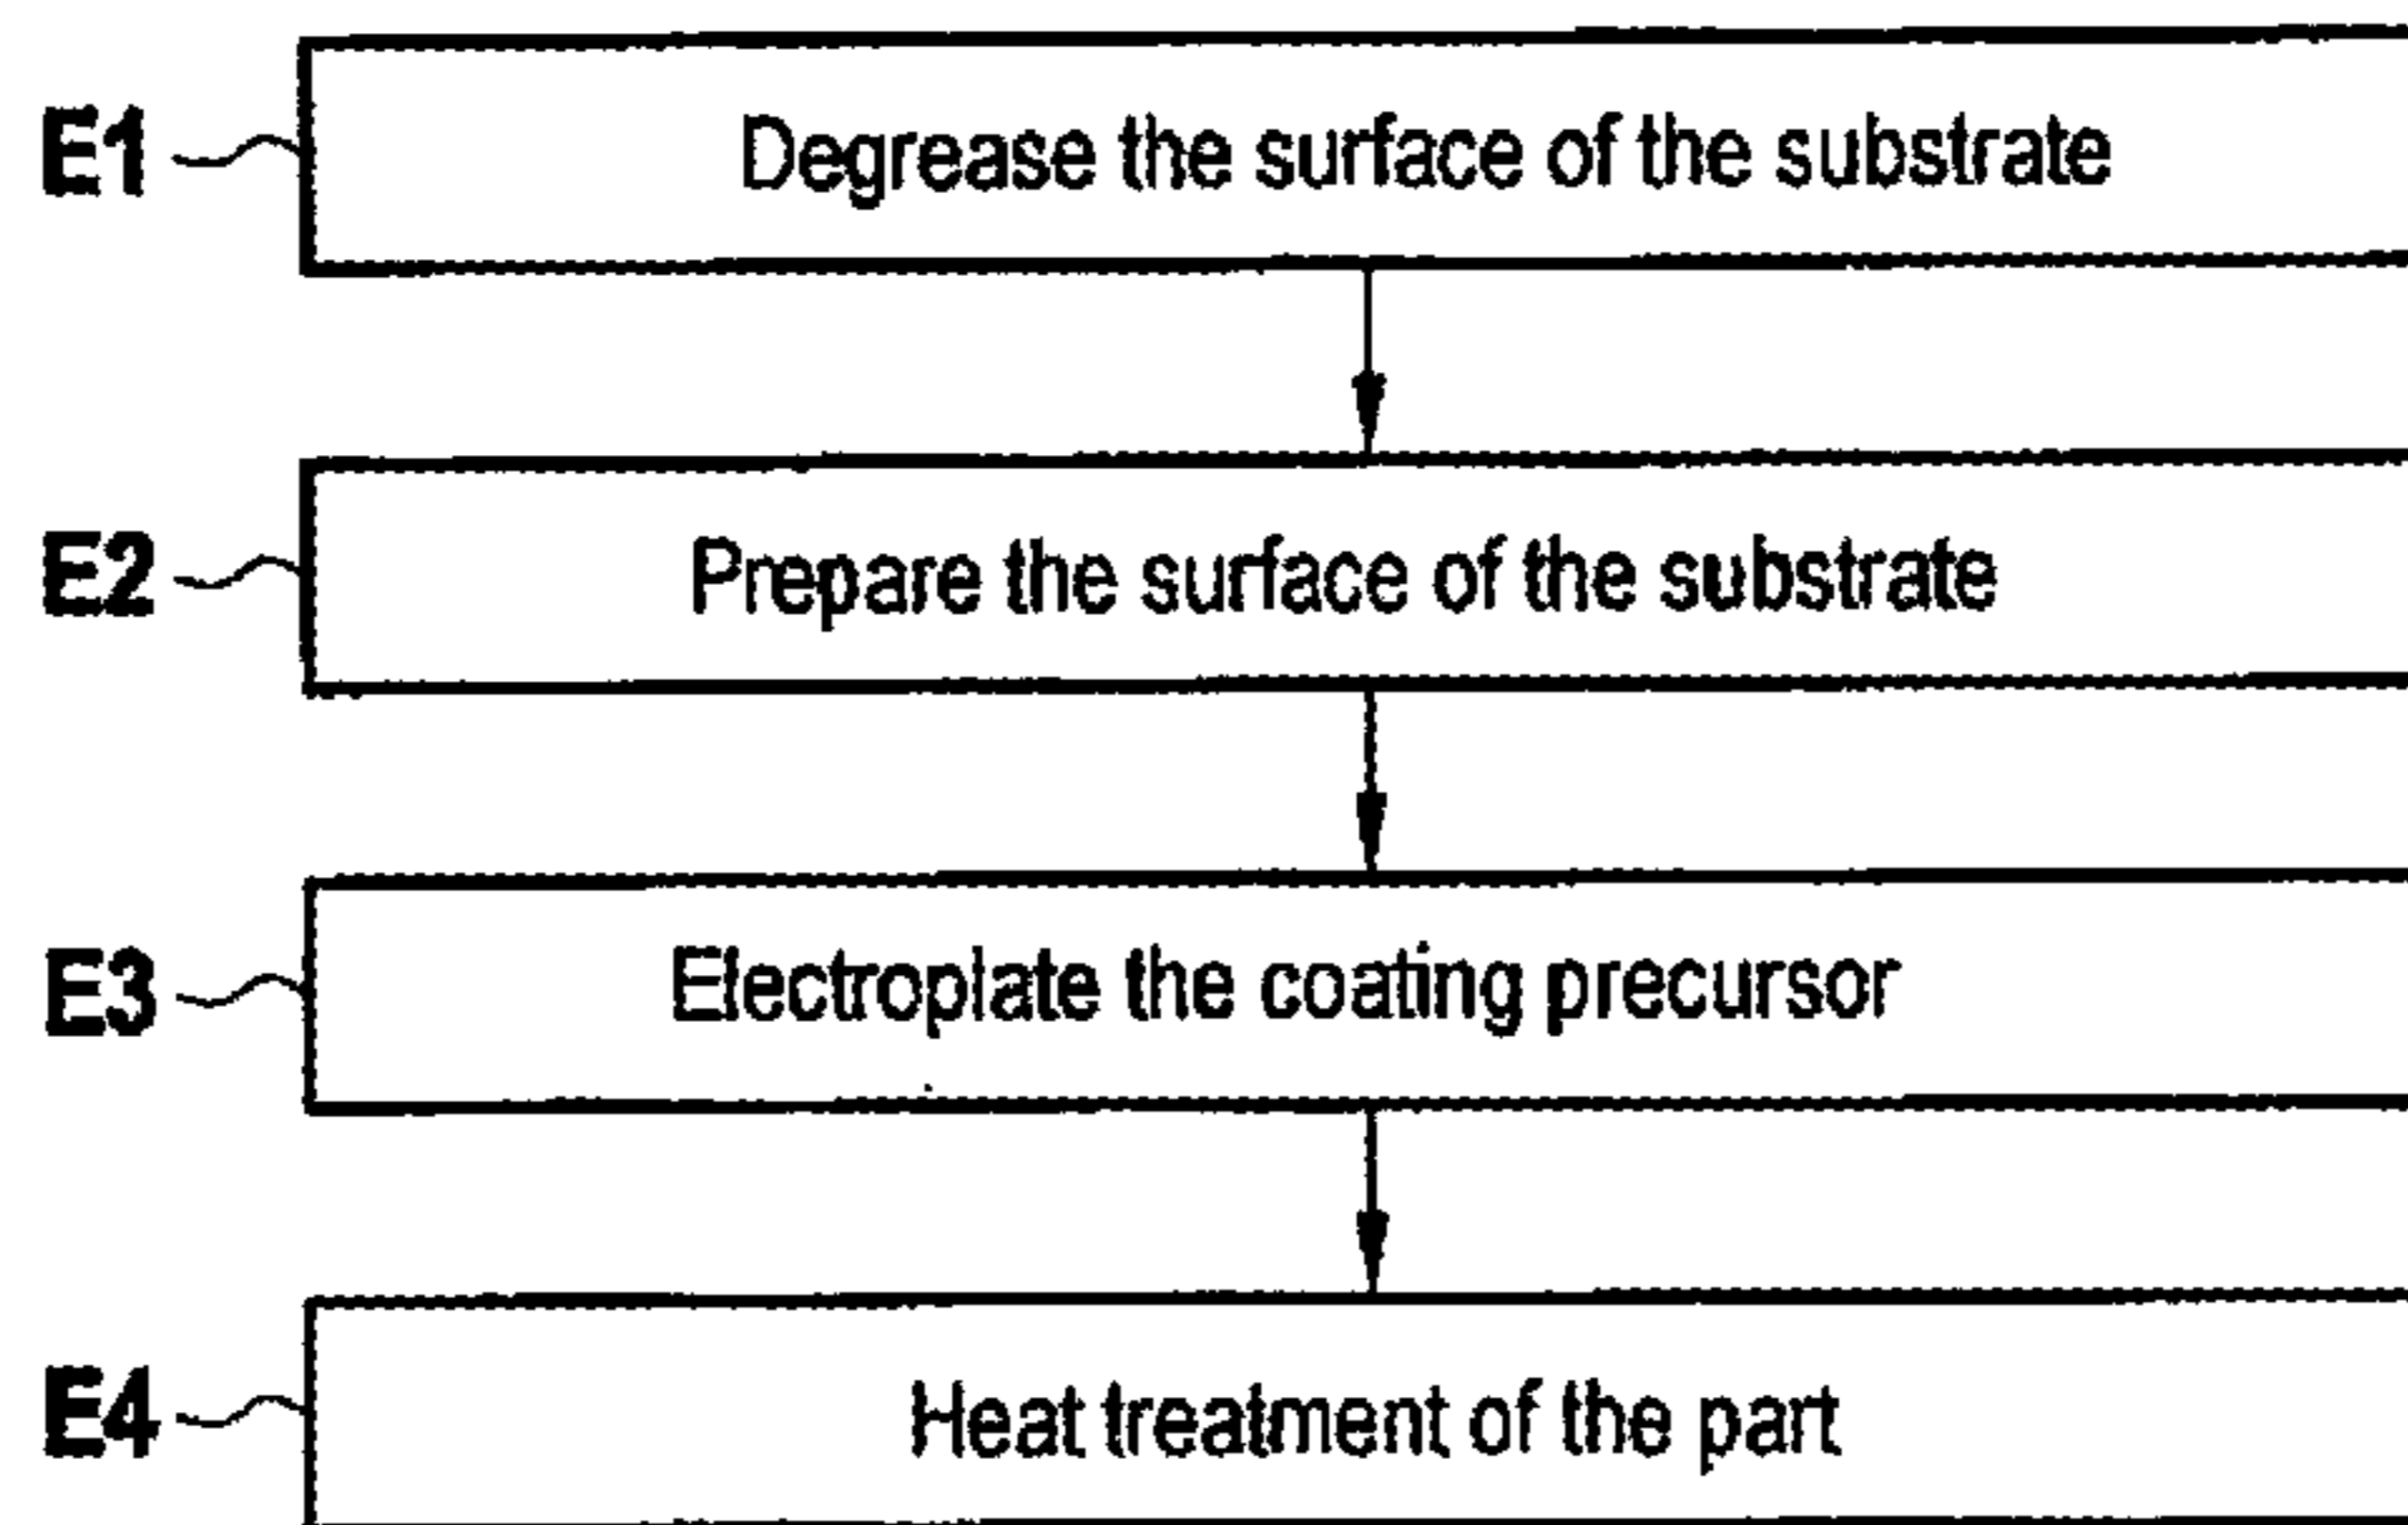 E1 Degrease the surface of the substrate
E2 Prepare the surface of the substrate
E3 Electroplate the coating precursor
E4 Heat treatment of the part